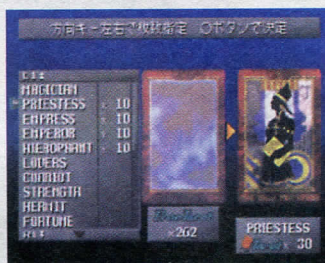 方向キー左右で枚数指定 ○ボタンで決定
MAGICIAN
PRIESTESS × 10
EMPRESS × 10
EMPEROR × 10
HIEROPHANT × 10
LOVERS
CHARIOT
STRENGTH
HERMIT
FORTUNE
×262
PRIESTESS
× 30